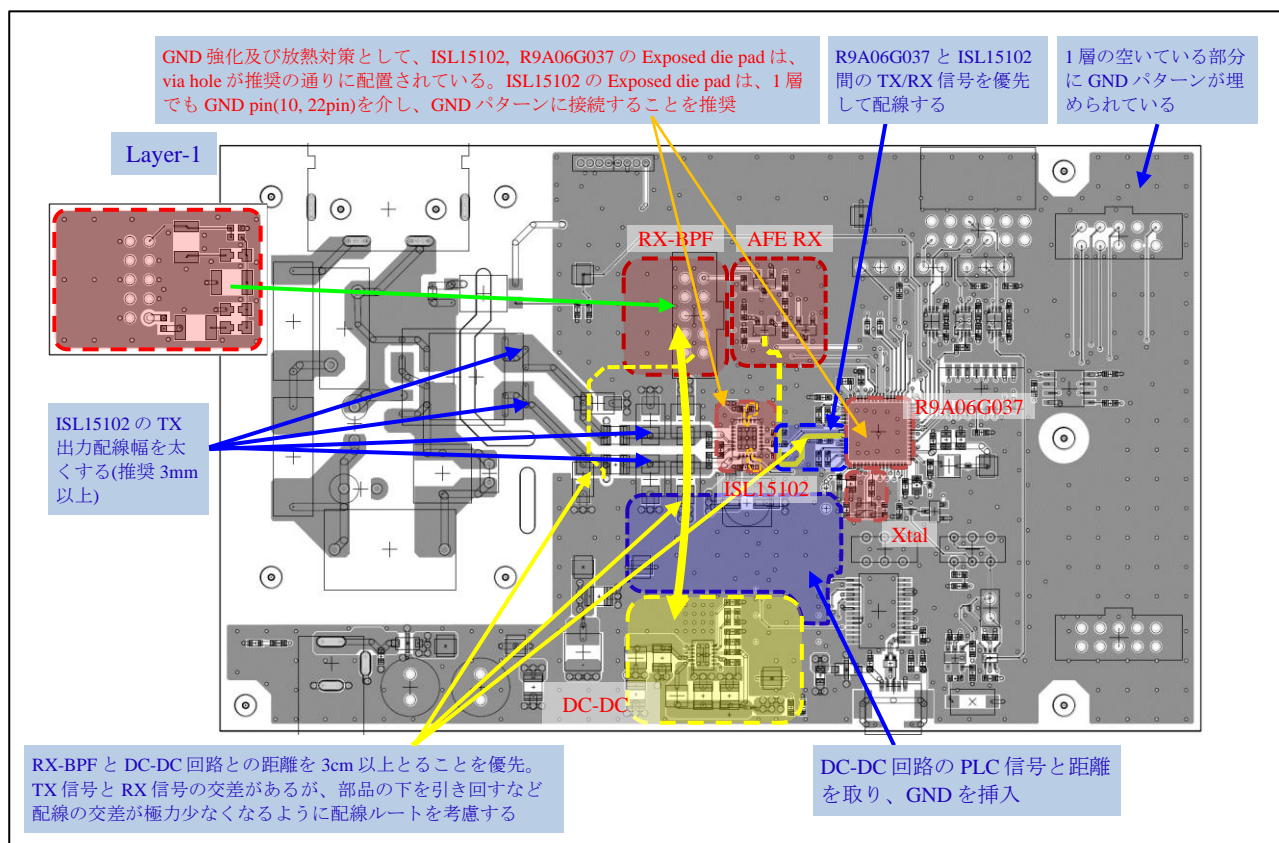 GND 強化及び放熱対策として、ISL15102, R9A06G037 の Exposed die pad は、
via hole が推奨の通りに配置されている。ISL15102 の Exposed die pad は、1 層
でも GND pin(10, 22pin)を介し、GND パターンに接続することを推奨
R9A06G037 と ISL15102
間の TX/RX 信号を優先
して配線する
1 層の空いている部分
に GND パターンが埋
められている
Layer-1
RX-BPF
AFE RX
R9A06G037
ISL15102 の TX
出力配線幅を太
くする(推奨 3mm
以上)
ISL15102
Xtal
DC-DC
RX-BPF と DC-DC 回路との距離を 3cm 以上とることを優先。
TX 信号と RX 信号の交差があるが、部品の下を引き回すなど
配線の交差が極力少なくなるように配線ルートを考慮する
DC-DC 回路の PLC 信号と距離
を取り、GND を挿入